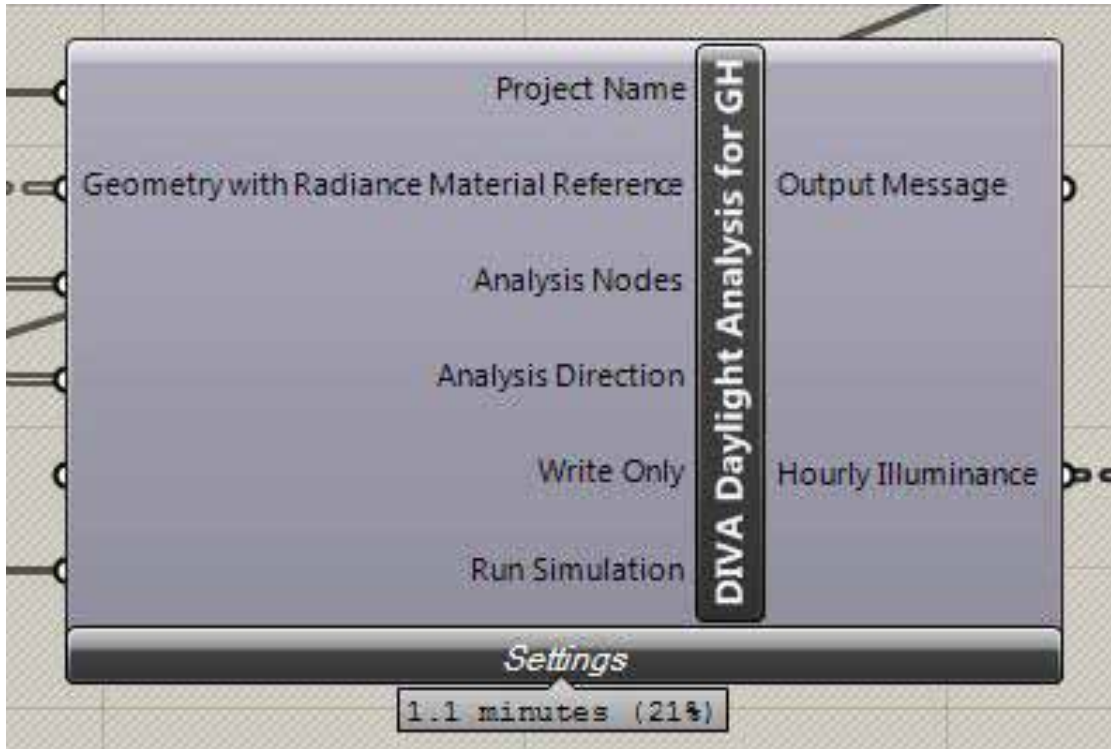 Project Name
Geometry with Radiance Material Reference
Analysis Nodes
Analysis Direction
Write Only
Run Simulation
DIVA Daylight Analysis for GH
Output Message
Hourly Illuminance
Settings
1.1 minutes (21%)